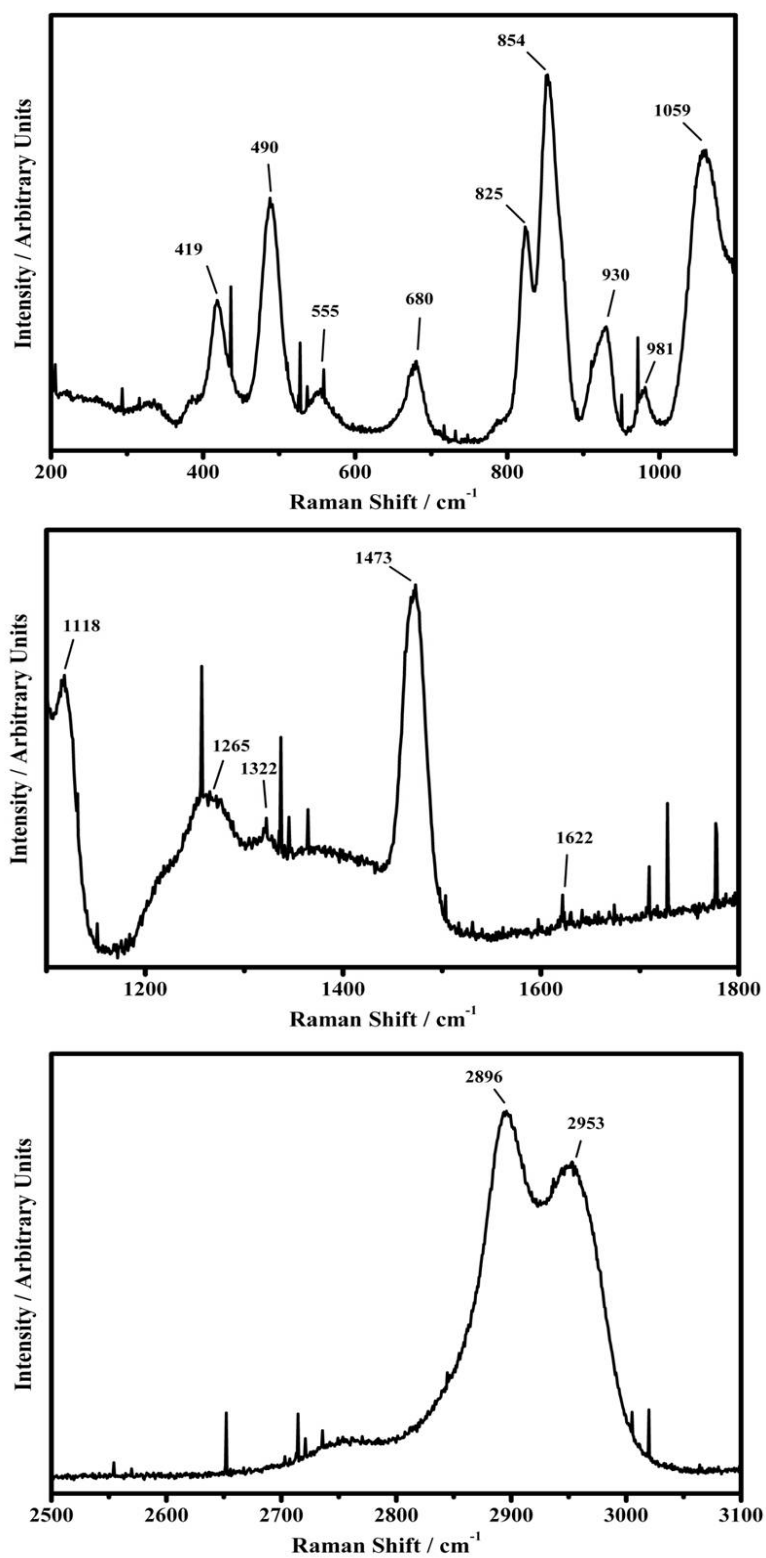 854
1059
490
825
419
930
680
555
981
Intensity / Arbitrary Units
200 400 600 800 1000
Raman Shift / cm-1
1473
1118
1265
1322
1622
Intensity / Arbitrary Units
1200 1400 1600 1800
Raman Shift / cm-1
2896
2953
Intensity / Arbitrary Units
2500 2600 2700 2800 2900 3000 3100
Raman Shift / cm-1